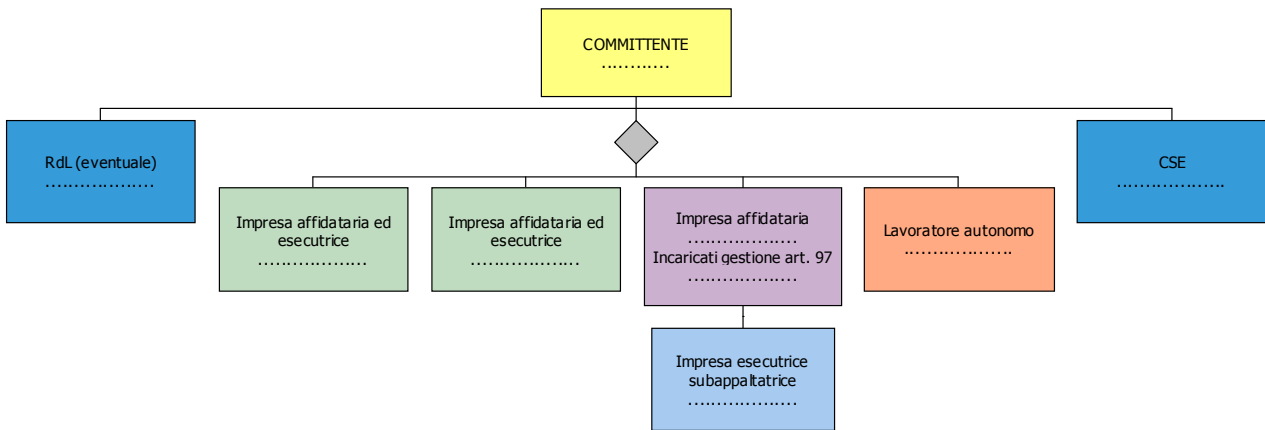 COMMITTENTE
…………
RdL (eventuale)
………………
CSE
………………
Impresa affidataria ed
esecutrice
………………
Impresa affidataria ed
esecutrice
………………
Impresa affidataria
………………
Incaricati gestione art. 97
………………
Lavoratore autonomo
………………
Impresa esecutrice
subappaltatrice
………………